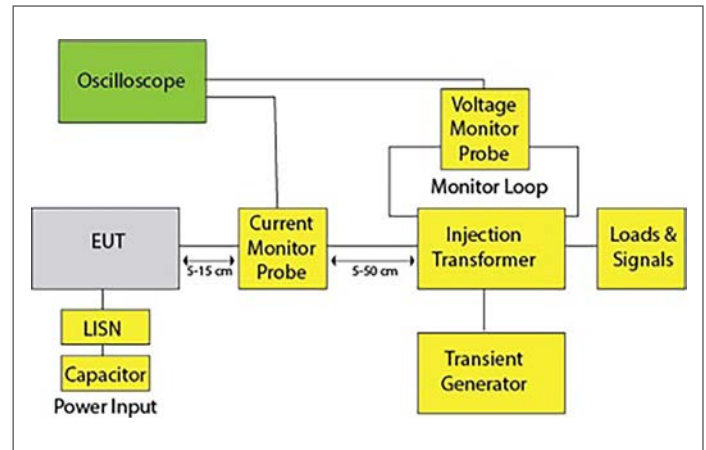 Oscilloscope
Voltage
Monitor
Probe
Monitor Loop
EUT
Current
Monitor
Probe
Injection
Transformer
Loads &
Signals
5-15 cm
5-50 cm
LISN
Capacitor
Power Input
Transient
Generator